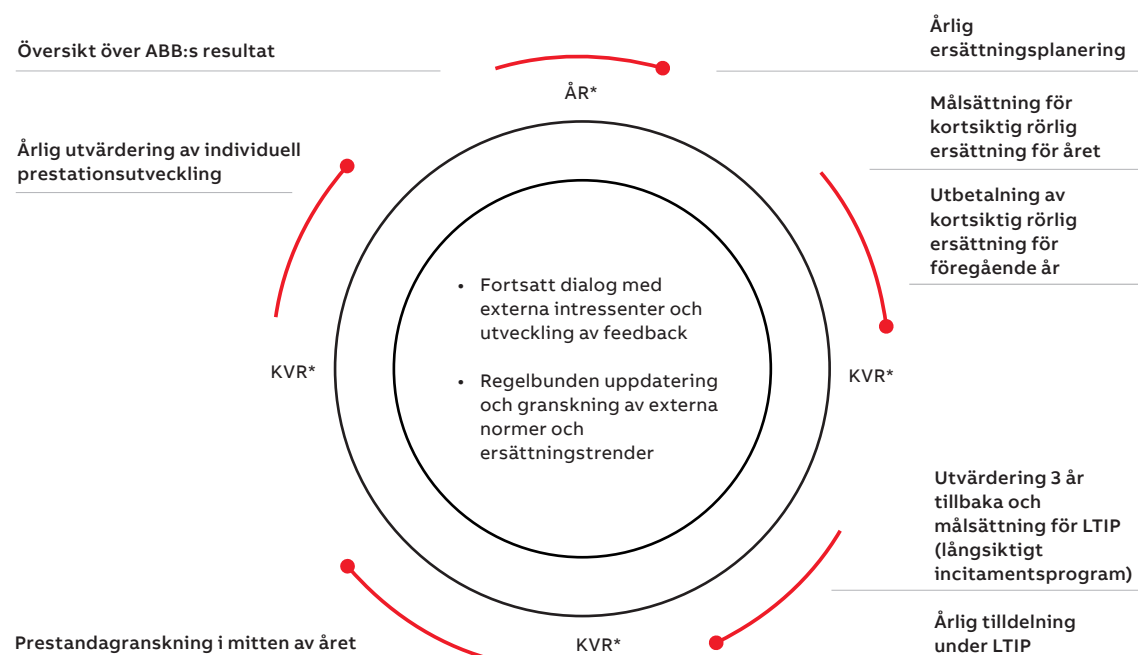 Översikt över ABB:s resultat
Årlig
ersättningsplanering
ÅR*
Målsättning för
kortsiktig rörlig
ersättning för året
Årlig utvärdering av individuell
prestationsutveckling
Utbetalning av
kortsiktig rörlig
ersättning för
föregående år
• Fortsatt dialog med
externa intressenter och
utveckling av feedback
KVR*
KVR*
• Regelbunden uppdatering
och granskning av externa
normer och
ersättningstrender
Utvärdering 3 år
tillbaka och
målsättning för LTIP
(långsiktigt
incitamentsprogram)
Årlig tilldelning
under LTIP
KVR*
Prestandagranskning i mitten av året